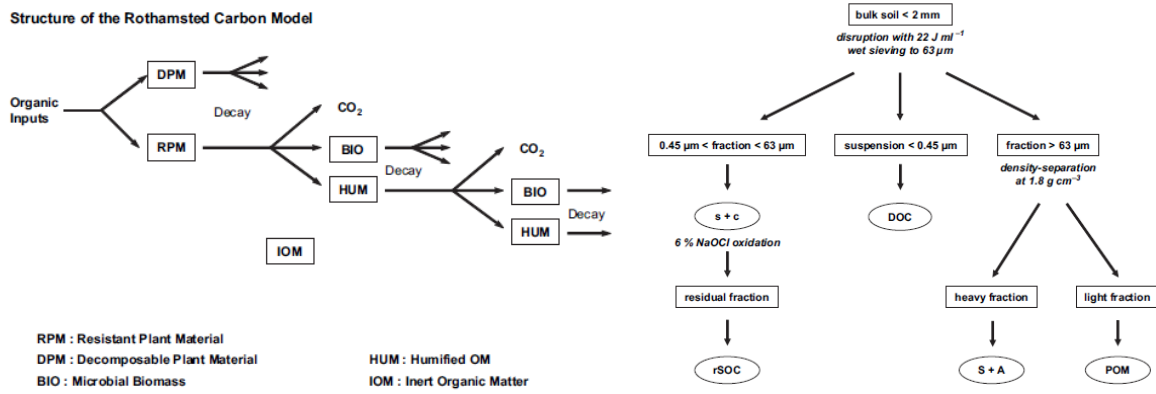 Structure of the Rothamsted Carbon Model
DPM
Organic
Inputs
Decay
RPM
CO2
BIO
Decay
HUM
CO2
BIO
Decay
HUM
IOM
RPM : Resistant Plant Material
DPM : Decomposable Plant Material
BIO : Microbial Biomass
HUM : Humified OM
IOM : Inert Organic Matter
bulk soil < 2 mm
disruption with 22 J ml⁻¹
wet sieving to 63 µm
0.45 µm < fraction < 63 µm
suspension < 0.45 µm
fraction > 63 µm
density-separation
at 1.8 g cm⁻³
s + c
DOC
6 % NaOCl oxidation
residual fraction
heavy fraction
light fraction
rSOC
S + A
POM